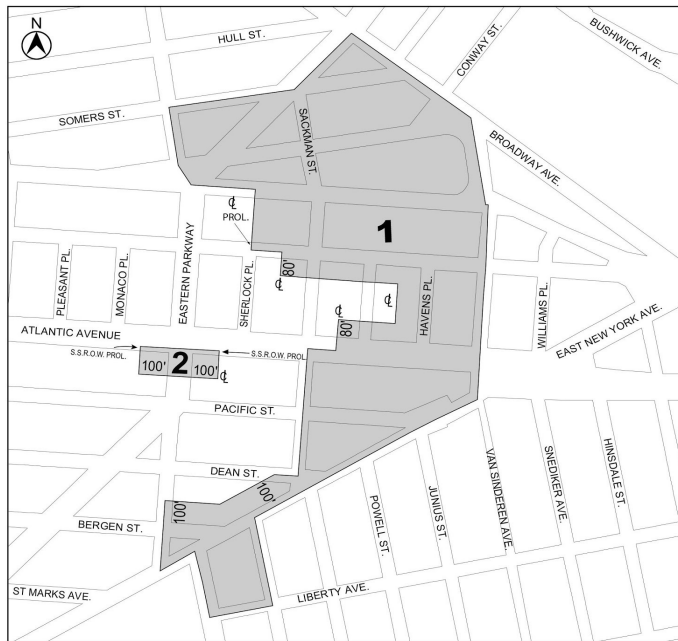 N
HULL ST.
CONWAY ST.
BUSHWICK AVE.
SOMERS ST.
SACKMAN ST.
BROADWAY AVE.
℄
PROL.
1
80'
℄
℄
℄
PLEASANT PL.
MONACO PL.
EASTERN PARKWAY
SHERLOCK PL.
80'
HAVENS PL.
WILLIAMS PL.
EAST NEW YORK AVE.
ATLANTIC AVENUE
S.S.R.O.W. PROL.
S.S.R.O.W. PROL
2
100'
100'
℄
PACIFIC ST.
DEAN ST.
100'
100'
BERGEN ST.
POWELL ST.
JUNIUS ST.
VAN SINDEREN AVE.
SNEDIKER AVE.
HINSDALE ST.
ST MARKS AVE.
LIBERTY AVE.